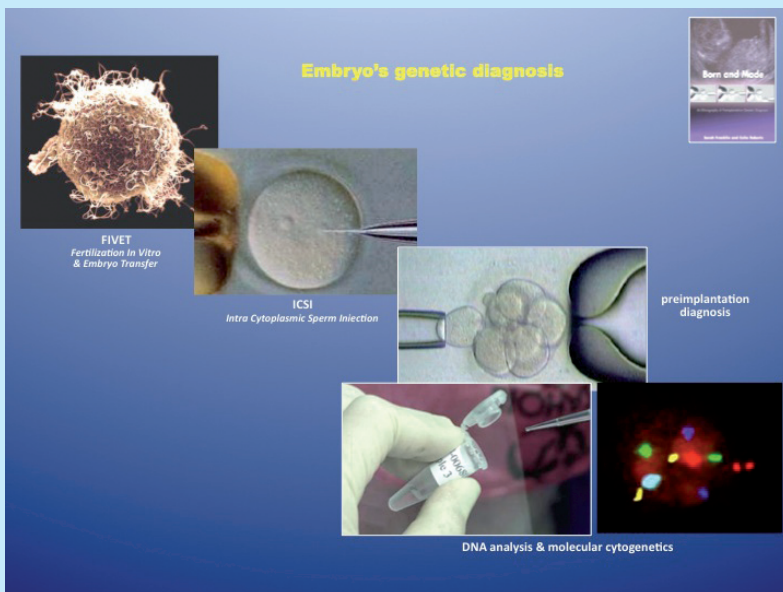 Embryo's genetic diagnosis
Born and Made
FIVET
Fertilization In Vitro
& Embryo Transfer
ICSI
Intra Cytoplasmic Sperm Injection
preimplantation
diagnosis
DNA analysis & molecular cytogenetics